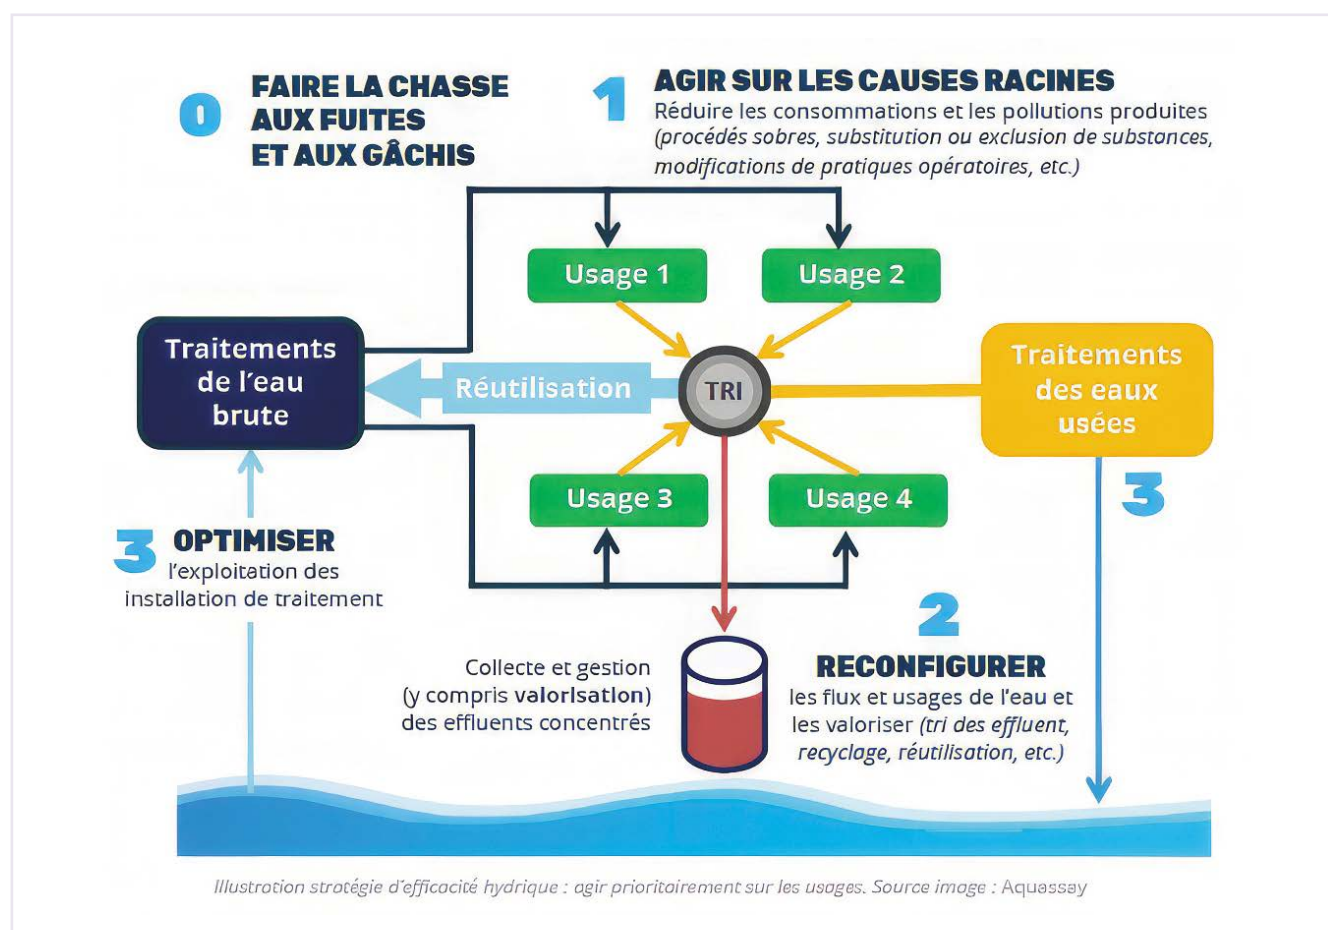 0
FAIRE LA CHASSE
AUX FUITES
ET AUX GÂCHIS
1
AGIR SUR LES CAUSES RACINES
Réduire les consommations et les pollutions produites
(procédés sobres, substitution ou exclusion de substances,
modifications de pratiques opératoires, etc.)
Usage 1
Usage 2
Traitements
de l'eau
brute
Réutilisation
TRI
Traitements
des eaux
usées
Usage 3
Usage 4
3
3 OPTIMISER
l'exploitation des
installation de traitement
Collecte et gestion
(y compris valorisation)
des effluents concentrés
2
RECONFIGURER
les flux et usages de l'eau et
les valoriser (tri des effluent,
recyclage, réutilisation, etc.)
Illustration stratégie d'efficacité hydrique : agir prioritairement sur les usages. Source image : Aquassay